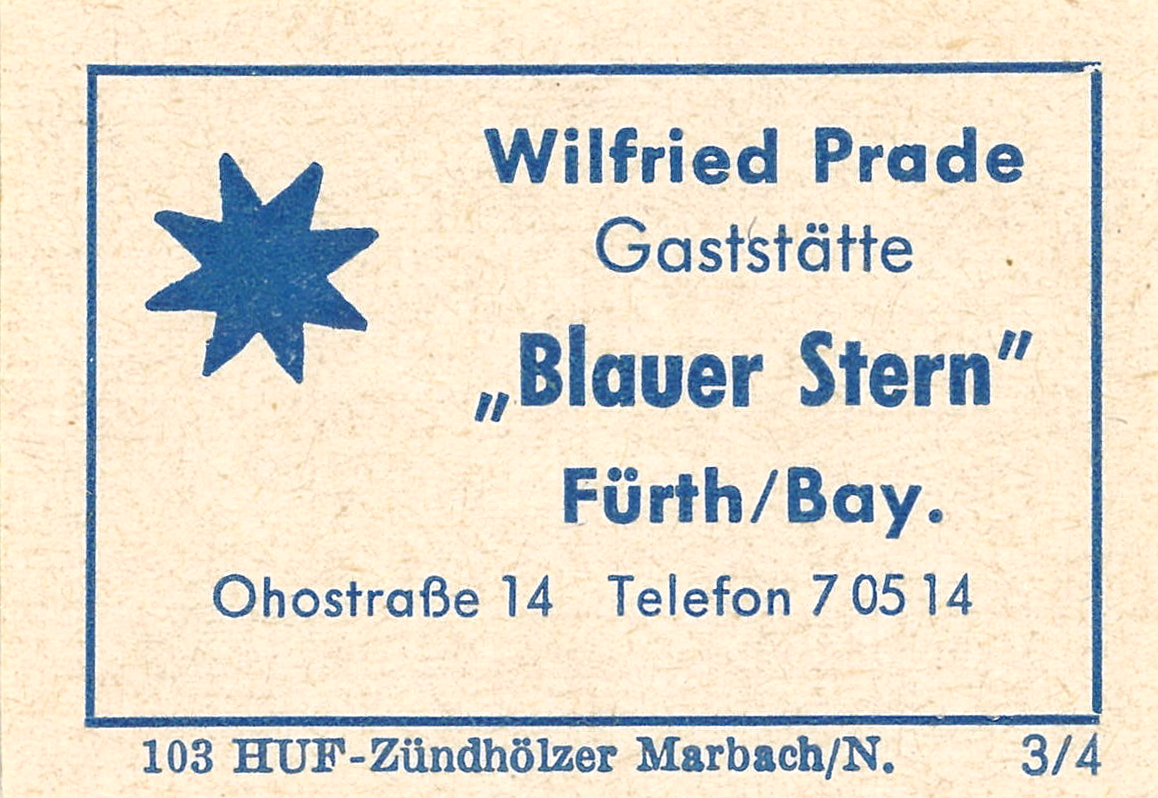 Wilfried Prade
Gaststätte
„Blauer Stern”
Fürth/Bay.
Ohostraße 14 Telefon 7 05 14
103 HUF-Zündhölzer Marbach/N. 3/4